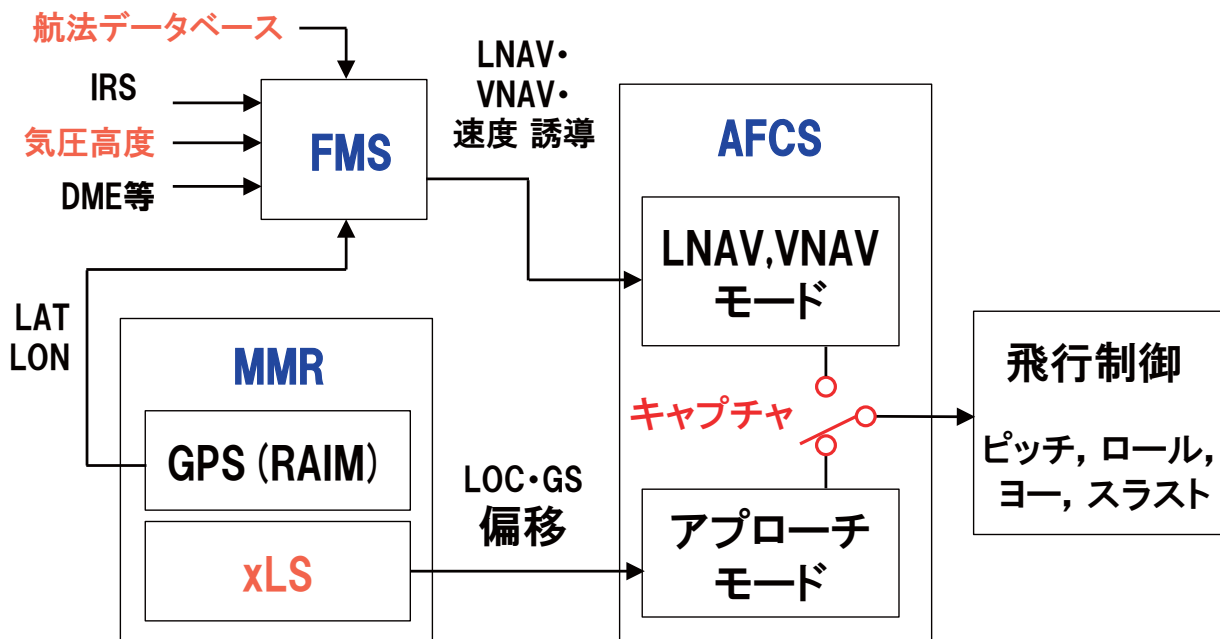 航法データベース
IRS
気圧高度
DME等
FMS
LNAV・
VNAV・
速度 誘導
AFCS
LNAV,VNAV
モード
LAT
LON
MMR
GPS (RAIM)
xLS
LOC・GS
偏移
キャプチャ
アプローチ
モード
飛行制御
ピッチ, ロール,
ヨー, スラスト